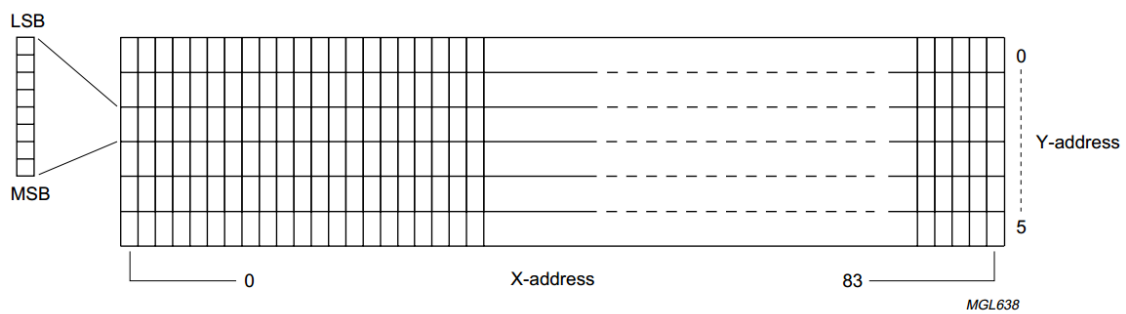 LSB
MSB
0
Y-address
5
0
X-address
83
MGL638